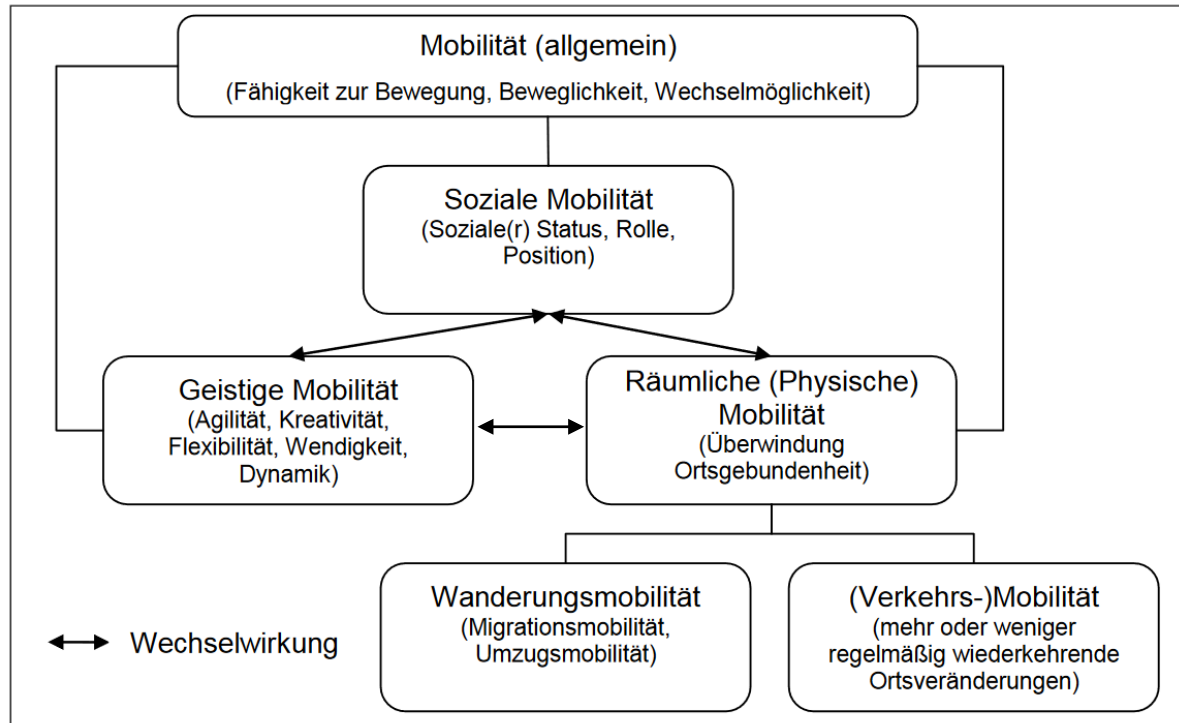 Mobilität (allgemein)
(Fähigkeit zur Bewegung, Beweglichkeit, Wechselmöglichkeit)
Soziale Mobilität
(Soziale(r) Status, Rolle,
Position)
Geistige Mobilität
(Agilität, Kreativität,
Flexibilität, Wendigkeit,
Dynamik)
Räumliche (Physische)
Mobilität
(Überwindung
Ortsgebundenheit)
Wanderungsmobilität
(Migrationsmobilität,
Umzugsmobilität)
(Verkehrs-)Mobilität
(mehr oder weniger
regelmäßig wiederkehrende
Ortsveränderungen)
Wechselwirkung